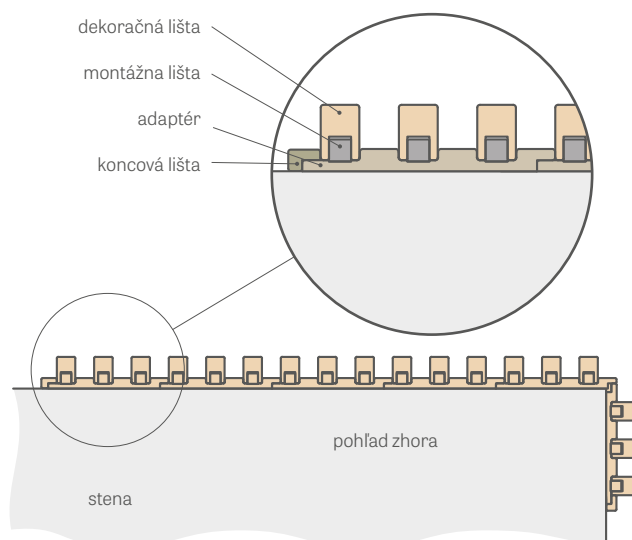 dekoračná lišta
montážna lišta
adaptér
koncová lišta
pohľad zhora
stena